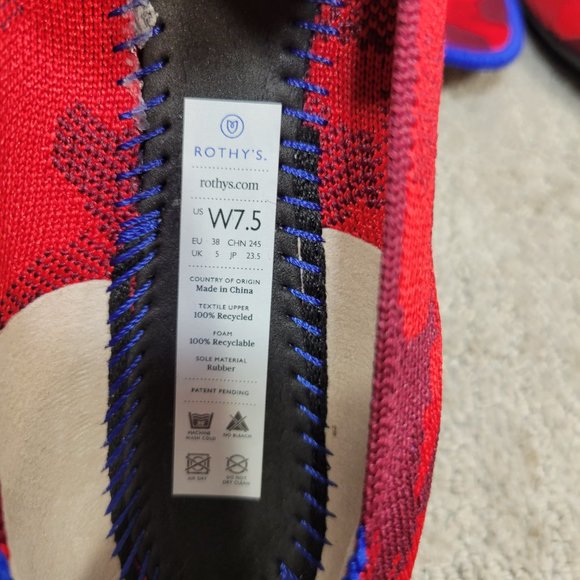 ROTHY'S.
rothys.com
US W7.5
EU 38 CHN 245
UK 5 JP 23.5
COUNTRY OF ORIGIN
Made in China
TEXTILE UPPER
100% Recycled
FOAM
100% Recyclable
SOLE MATERIAL
Rubber
PATENT PENDING
MACHINE WASH COLD
NO BLEACH
AIR DRY
DO NOT DRY CLEAN